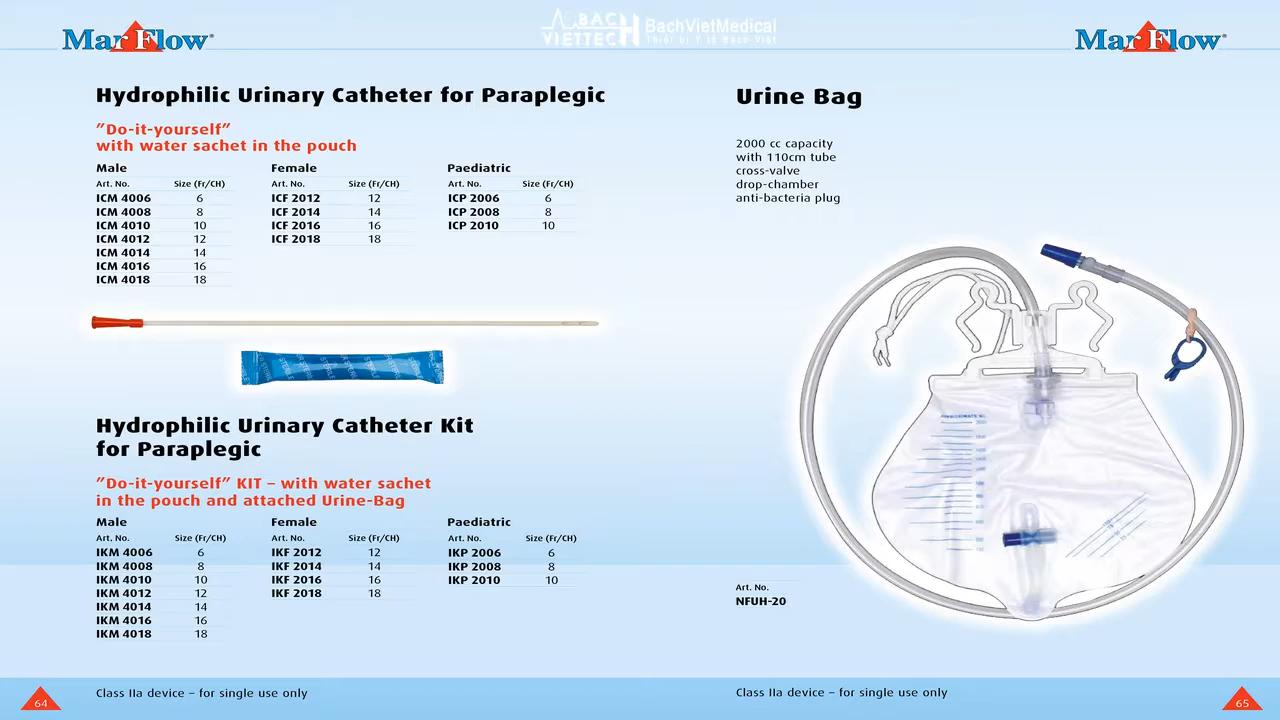 Mar Flow®
BACH
VIETTECH
BachVietMedical
Thiết bị Y tế Bách Việt
Mar Flow®
Hydrophilic Urinary Catheter for Paraplegic
"Do-it-yourself"
with water sachet in the pouch
Male
Art. No. Size (Fr/CH)
ICM 4006 6
ICM 4008 8
ICM 4010 10
ICM 4012 12
ICM 4014 14
ICM 4016 16
ICM 4018 18
Female
Art. No. Size (Fr/CH)
ICF 2012 12
ICF 2014 14
ICF 2016 16
ICF 2018 18
Paediatric
Art. No. Size (Fr/CH)
ICP 2006 6
ICP 2008 8
ICP 2010 10
Hydrophilic Urinary Catheter Kit
for Paraplegic
"Do-it-yourself" KIT – with water sachet
in the pouch and attached Urine-Bag
Male
Art. No. Size (Fr/CH)
IKM 4006 6
IKM 4008 8
IKM 4010 10
IKM 4012 12
IKM 4014 14
IKM 4016 16
IKM 4018 18
Female
Art. No. Size (Fr/CH)
IKF 2012 12
IKF 2014 14
IKF 2016 16
IKF 2018 18
Paediatric
Art. No. Size (Fr/CH)
IKP 2006 6
IKP 2008 8
IKP 2010 10
Class IIa device – for single use only
64
Urine Bag
2000 cc capacity
with 110cm tube
cross-valve
drop-chamber
anti-bacteria plug
2000
Art. No.
NFUH-20
Class IIa device – for single use only
65